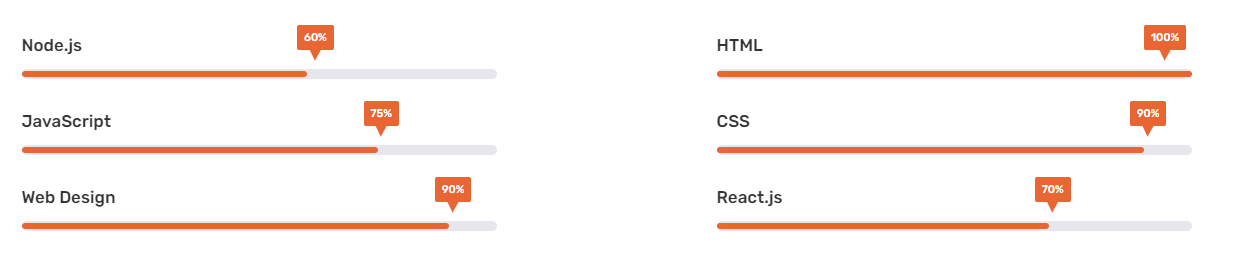 Node.js 60%
JavaScript 75%
Web Design 90%
HTML 100%
CSS 90%
React.js 70%